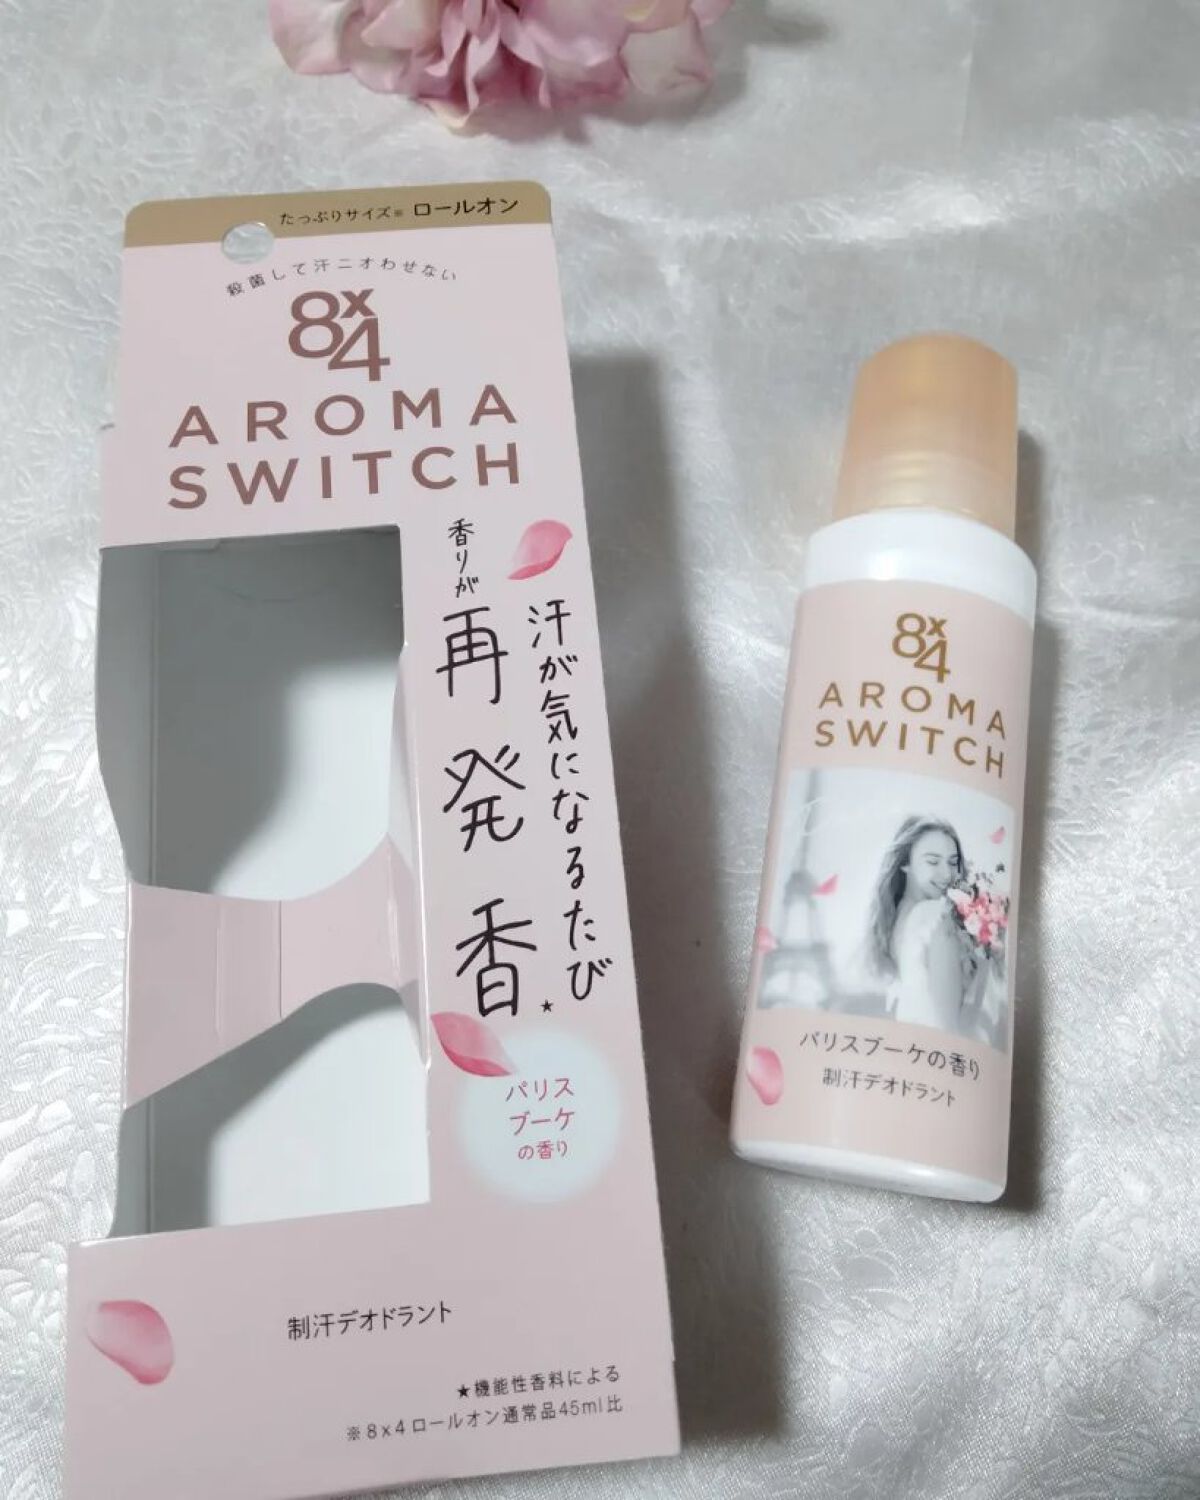 たっぷりサイズ※ ロールオン
殺菌して汗ニオわせない
8x4
AROMA
SWITCH
汗が気になるたび
香りが
再発香★
パリス
ブーケ
の香り
制汗デオドラント
★機能性香料による
※8x4ロールオン通常品45ml比
8x4
AROMA
SWITCH
パリスブーケの香り
制汗デオドラント